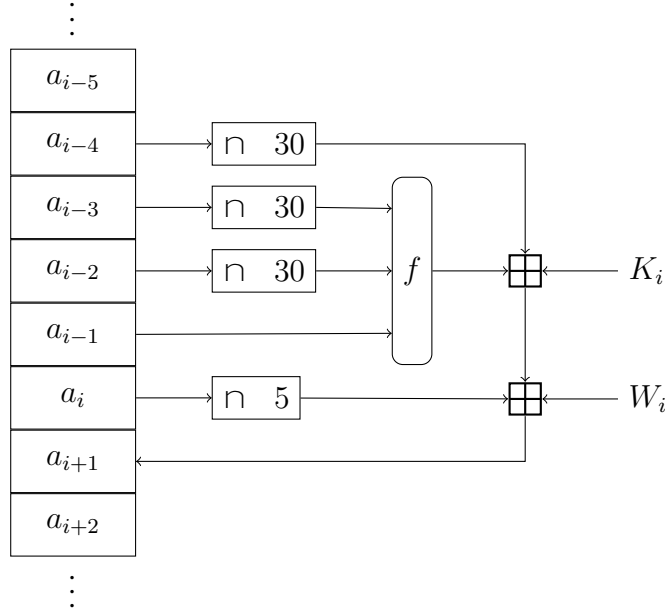 ⋮
a_{i−5}
a_{i−4} ∩ 30
a_{i−3} ∩ 30
a_{i−2} ∩ 30 f K_i
a_{i−1}
a_i ∩ 5 W_i
a_{i+1}
a_{i+2}
⋮